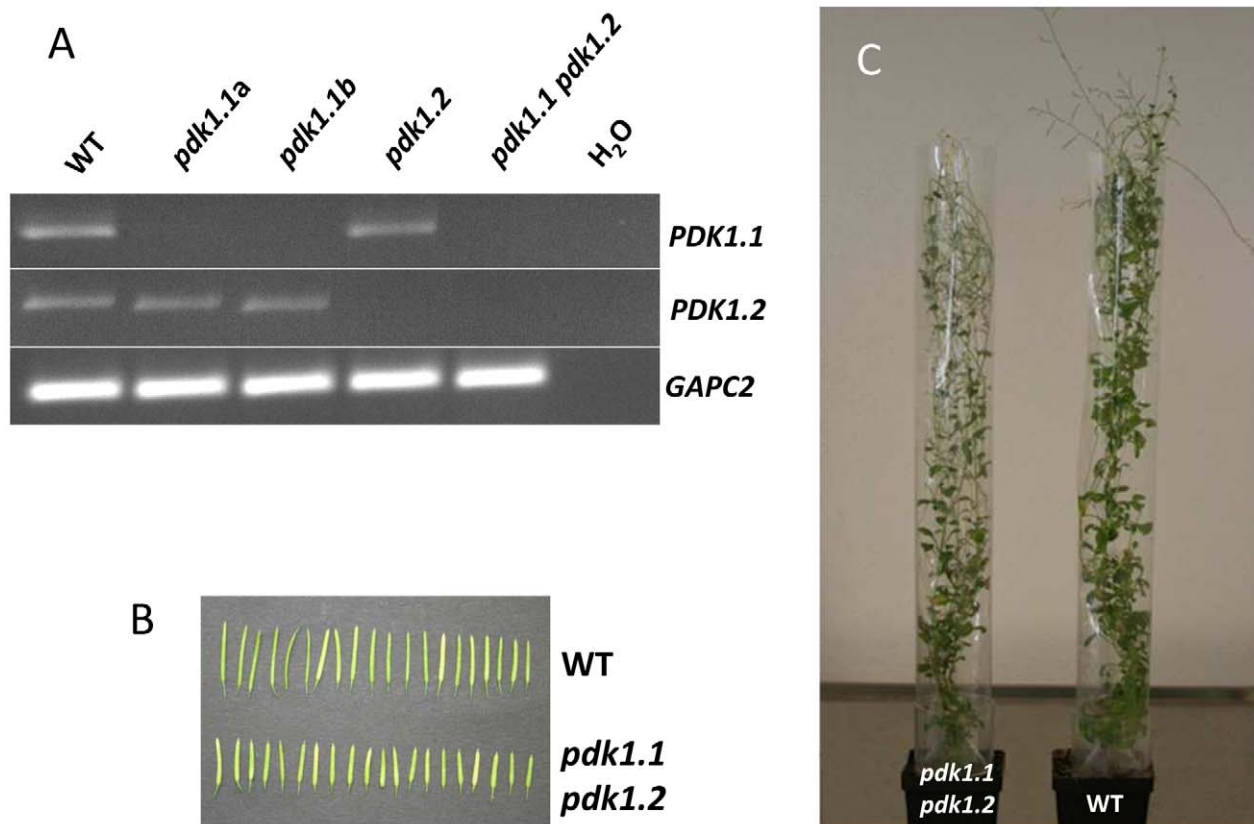 A
WT
pdk1.1a
pdk1.1b
pdk1.2
pdk1.1 pdk1.2
H₂O
PDK1.1
PDK1.2
GAPC2
B
WT
pdk1.1
pdk1.2
C
pdk1.1
pdk1.2
WT